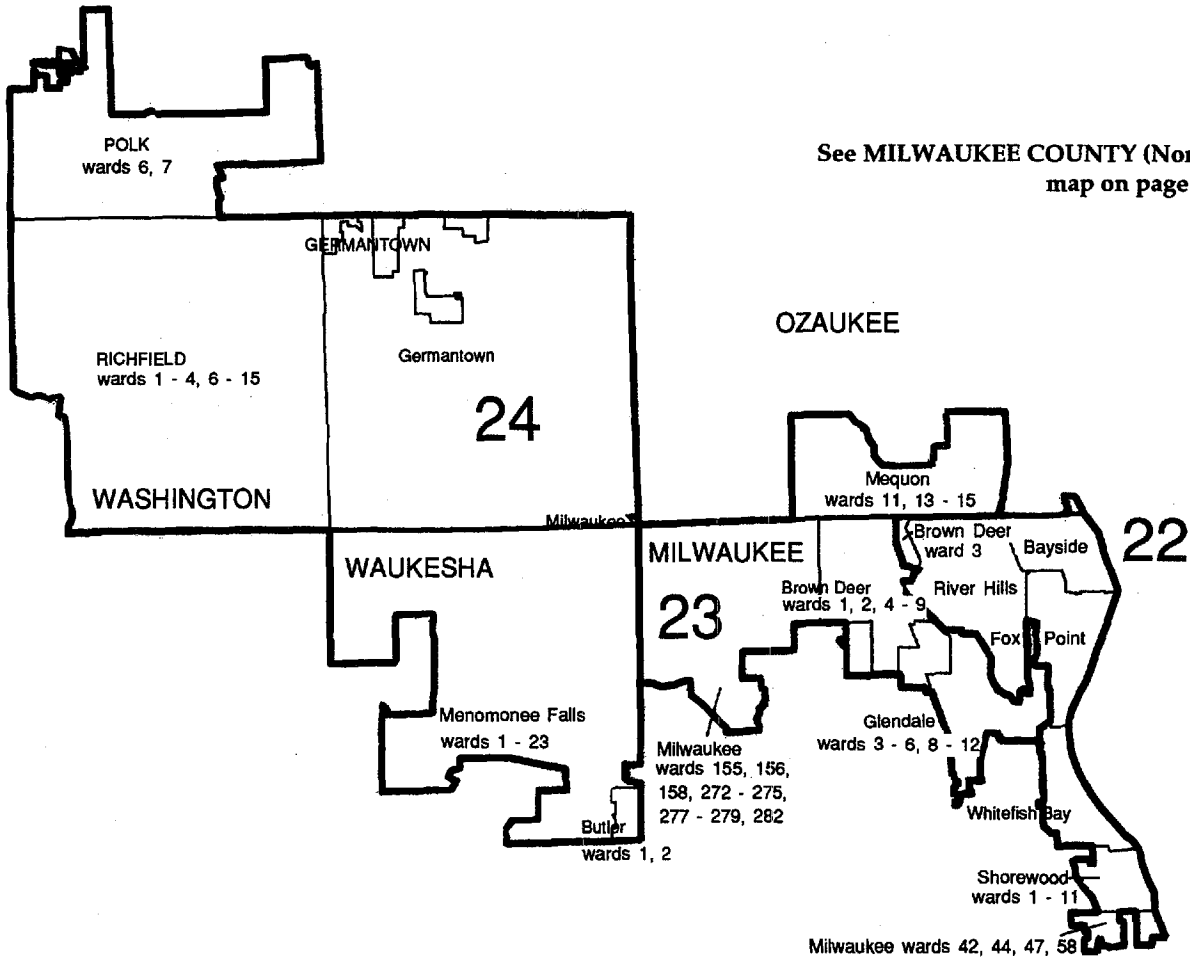 POLK
wards 6, 7
See MILWAUKEE COUNTY (Nor
map on page
GERMANTOWN
OZAUKEE
RICHFIELD
wards 1 - 4, 6 - 15
Germantown
24
WASHINGTON
Mequon
wards 11, 13 - 15
Milwaukee
WAUKESHA
MILWAUKEE
Brown Deer
ward 3
Bayside
22
Brown Deer
wards 1, 2, 4 - 9
River Hills
23
Fox Point
Menomonee Falls
wards 1 - 23
Glendale
wards 3 - 6, 8 - 12
Milwaukee
wards 155, 156,
158, 272 - 275,
277 - 279, 282
Whitefish Bay
Butler
wards 1, 2
Shorewood
wards 1 - 11
Milwaukee wards 42, 44, 47, 58